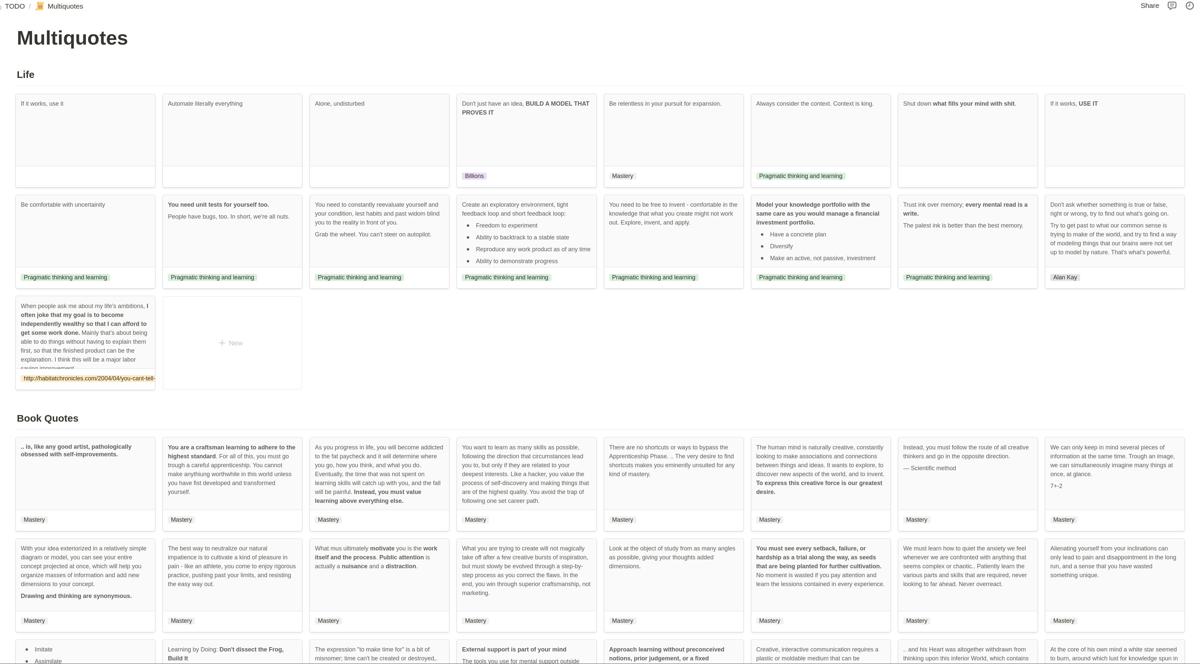 TODO / Multiquotes
Share
Multiquotes
Life
If it works, use it
Automate literally everything
Alone, undisturbed
Don't just have an idea, BUILD A MODEL THAT
PROVES IT
Billions
Be relentless in your pursuit for expansion.
Mastery
Always consider the context. Context is king.
Pragmatic thinking and learning
Shut down what fills your mind with shit.
If it works, USE IT
Be comfortable with uncertainity
Pragmatic thinking and learning
You need unit tests for yourself too.
People have bugs, too. In short, we're all nuts.
Pragmatic thinking and learning
You need to constantly reevaluate yourself and
your condition, lest habits and past widom blind
you to the reality in front of you.
Grab the wheel. You can't steer on autopilot.
Pragmatic thinking and learning
Create an exploratory environment, tight
feedback loop and short feedback loop:
• Freedom to experiment
• Ability to backtrack to a stable state
• Reproduce any work product as of any time
• Ability to demonstrate progress
Pragmatic thinking and learning
You need to be free to invent - comfortable in the
knowledge that what you create might not work
out. Explore, invent, and apply.
Pragmatic thinking and learning
Model your knowledge portfolio with the
same care as you would manage a financial
investment portfolio.
• Have a concrete plan
• Diversify
• Make an active, not passive, investment
Pragmatic thinking and learning
Trust ink over memory; every mental read is a
write.
The palest ink is better than the best memory.
Pragmatic thinking and learning
Don't ask whether something is true or false,
right or wrong, try to find out what's going on.
Try to get past to what our common sense is
trying to make of the world, and try to find a way
of modeling things that our brains were not set
up to model by nature. That's what's powerful.
Alan Kay
When people ask me about my life's ambitions, I
often joke that my goal is to become
independently wealthy so that I can afford to
get some work done. Mainly that's about being
able to do things without having to explain them
first, so that the finished product can be the
explanation. I think this will be a major labor
saving improvement.
http://habitatchronicles.com/2004/04/you-cant-tell-
+ New
Book Quotes
.. is, like any good artist, pathologically
obsessed with self-improvements.
Mastery
You are a craftsman learning to adhere to the
highest standard. For all of this, you must go
trough a careful apprenticeship. You cannot
make anythiung worthwhile in this world unless
you have fist developed and transformed
yourself.
Mastery
As you progress in life, you will become addicted
to the fat paycheck and it will determine where
you go, how you think, and what you do.
Eventually, the time that was not spent on
learning skills will catch up with you, and the fall
will be painful. Instead, you must value
learning above everything else.
Mastery
You want to learn as many skills as possible,
following the direction that circumstances lead
you to, but only if they are related to your
deepest interests. Like a hacker, you value the
process of self-discovery and making things that
are of the highest quality. You avoid the trap of
following one set career path.
Mastery
There are no shortcuts or ways to bypass the
Apprentice Phase. .. The very desire to find
shortcuts makes you eminently unsuited for any
kind of mastery.
Mastery
The human mind is naturally creative, constantly
looking to make associations and connections
between things and ideas. It wants to explore, to
discover new aspects of the world, and to invent.
To express this creative force is our greatest
desire.
Mastery
Instead, you must follow the route of all creative
thinkers and go in the opposite direction.
— Scientific method
Mastery
We can only keep in mind several pieces of
information at the same time. Trough an image,
we can simultaneously imagine many things at
once, at glance.
7+-2
Mastery
With your idea exteriorized in a relatively simple
diagram or model, you can see your entire
concept projected at once, which will help you
organize masses of information and add new
dimensions to your concept.
Drawing and thinking are synonymous.
Mastery
The best way to neutralize our natural
impatience is to cultivate a kind of pleasure in
pain - like an athlete, you come to enjoy rigorous
practice, pushing past your limits, and resisting
the easy way out.
Mastery
What mus ultimately motivate you is the work
itself and the process. Public attention is
actually a nuisance and a distraction.
Mastery
What you are trying to create will not magically
take off after a few creative bursts of inspiration,
but must slowly be evolved through a step-by-
step process as you correct the flaws. In the
end, you win through superior craftsmanship, not
marketing.
Mastery
Look at the object of study from as many angles
as possible, giving your thoughts added
dimensions.
Mastery
You must see every setback, failure, or
hardship as a trial along the way, as seeds
that are being planted for further cultivation.
No moment is wasted if you pay attention and
learn the lessons contained in every experience.
Mastery
We must learn how to quiet the anxiety we feel
whenever we are confronted with anything that
seems complex or chaotic.. Patiently learn the
various parts and skills that are required, never
looking to far ahead. Never overreact.
Mastery
Alienating yourself from your inclinations can
only lead to pain and disappointment in the long
run, and a sense that you have wasted
something unique.
Mastery
• Imitate
• Assimilate
Learning by Doing: Don't dissect the Frog,
Build It
The expression "to make time for" is a bit of
misnomer; time can't be created or destroyed,.
External support is part of your mind
The tools you use for mental support outside
Approach learning without preconceived
notions, prior judgement, or a fixed
Creative, interactive communication requires a
plastic or moldable medium that can be
.. and his Heart was altogether withdrawn from
thinking upon this inferior World, which contains
At the core of his own mind a white star seemed
to burn, around which lust for knowledge spun in